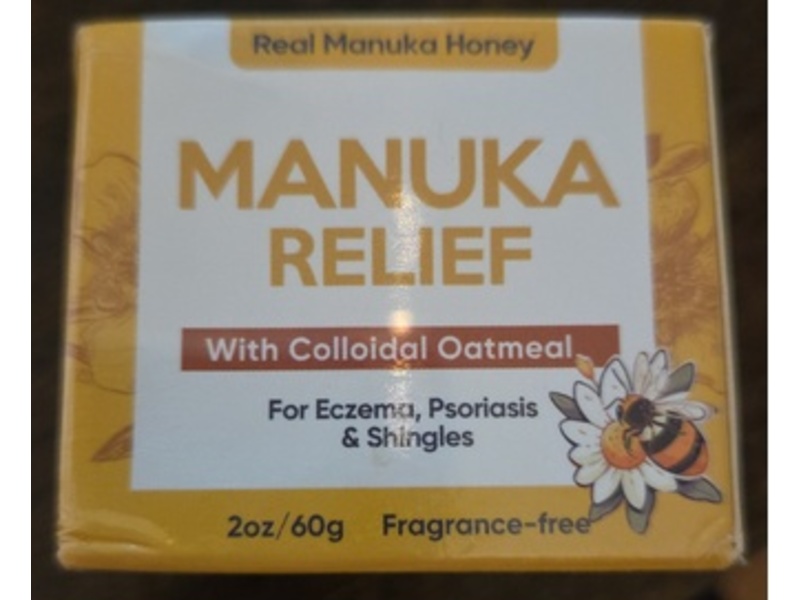 Real Manuka Honey
MANUKA
RELIEF
With Colloidal Oatmeal
For Eczema, Psoriasis
& Shingles
2oz/60g Fragrance-free